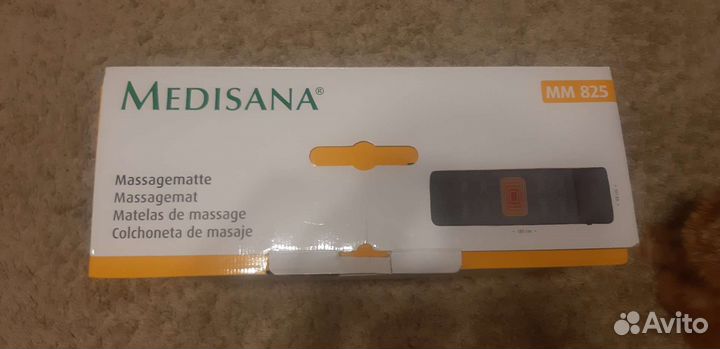 MEDISANA®
MM 825
Massagematte
Massagemat
Matelas de massage
Colchoneta de masaje
Avito